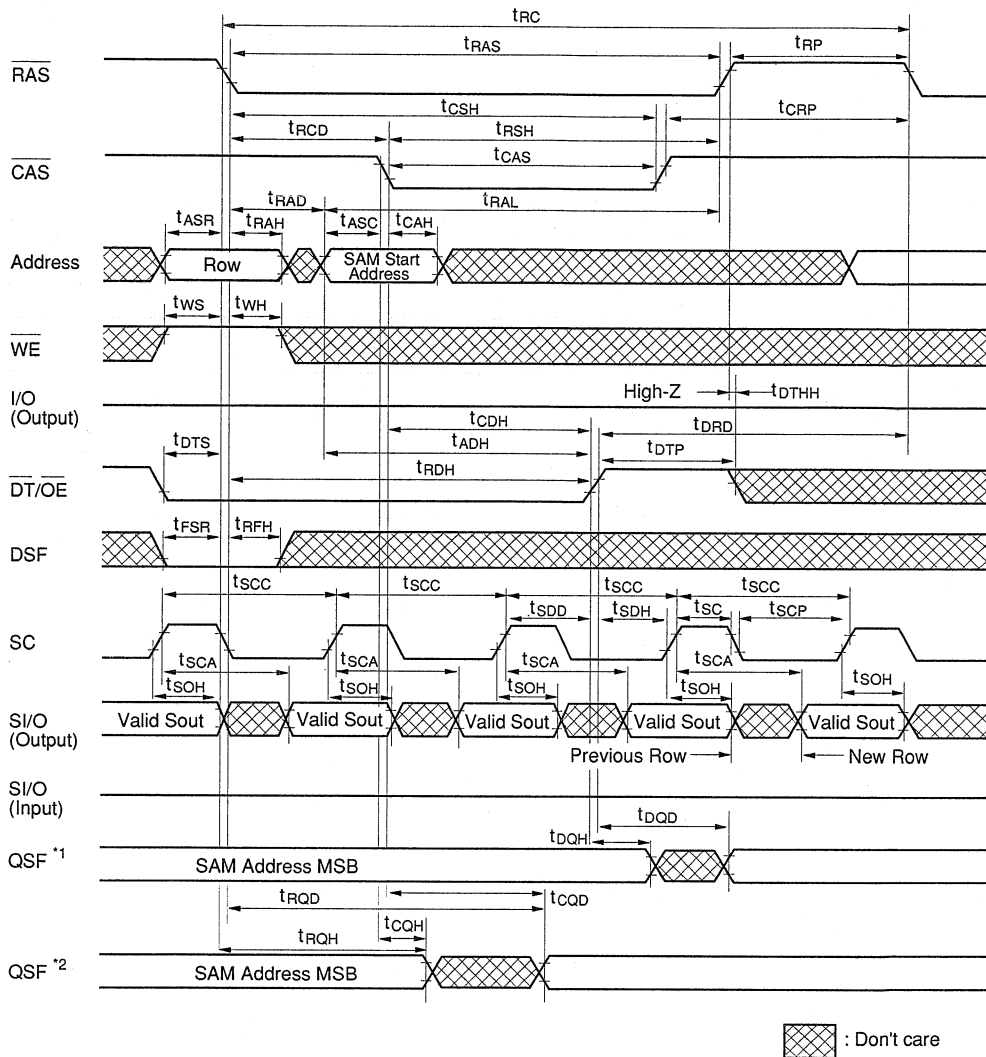 tRC
tRAS tRP
RAS
tCSH tCRP
tRCD tRSH
CAS tCAS
tRAD tRAL
tASR tRAH tASC tCAH
Address Row SAM Start Address
tWS tWH
WE
I/O (Output) High-Z tDTHH
tCDH tDRD
tDTS tADH tDTP
DT/OE tRDH
tFSR tRFH
DSF
tSCC tSCC tSCC tSCC
tSDD tSDH tSC tSCP
SC
tSCA tSCA tSCA tSCA
tSOH tSOH tSOH tSOH tSOH
SI/O (Output) Valid Sout Valid Sout Valid Sout Valid Sout Valid Sout
Previous Row New Row
SI/O (Input)
tDQD
tDQH
QSF *1 SAM Address MSB
tRQD tCQD
tCQH
tRQH
QSF *2 SAM Address MSB
: Don't care